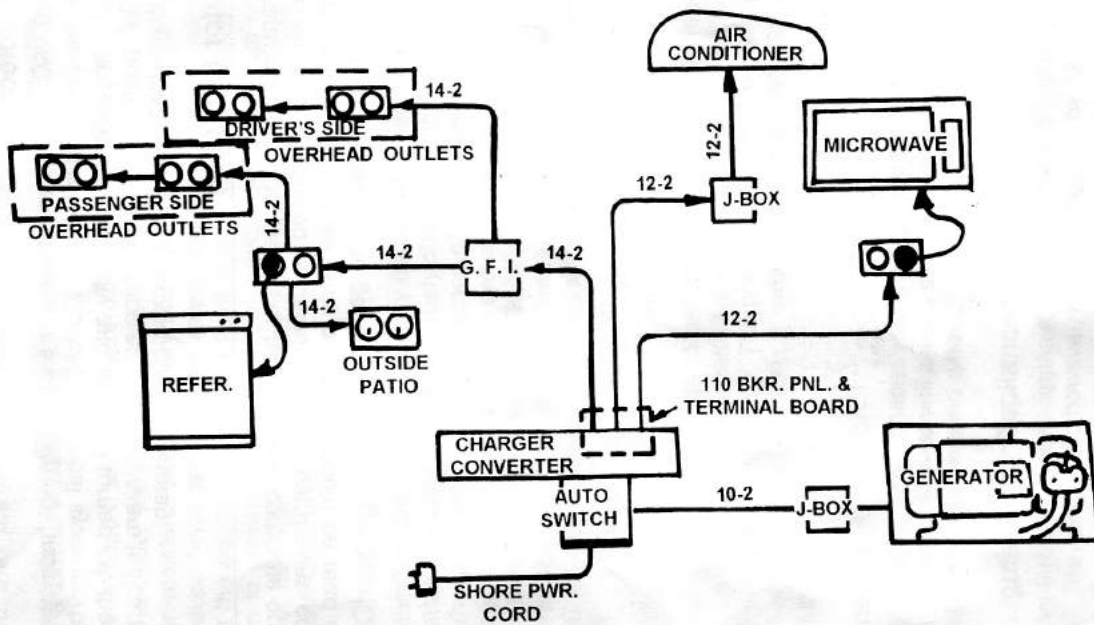 AIR
CONDITIONER
14-2
DRIVER'S SIDE
OVERHEAD OUTLETS
12-2
MICROWAVE
PASSENGER SIDE
OVERHEAD OUTLETS
14-2
12-2
J-BOX
14-2
G. F. I.
14-2
14-2
12-2
REFER.
OUTSIDE
PATIO
110 BKR. PNL. &
TERMINAL BOARD
CHARGER
CONVERTER
AUTO
SWITCH
10-2
J-BOX
GENERATOR
SHORE PWR.
CORD